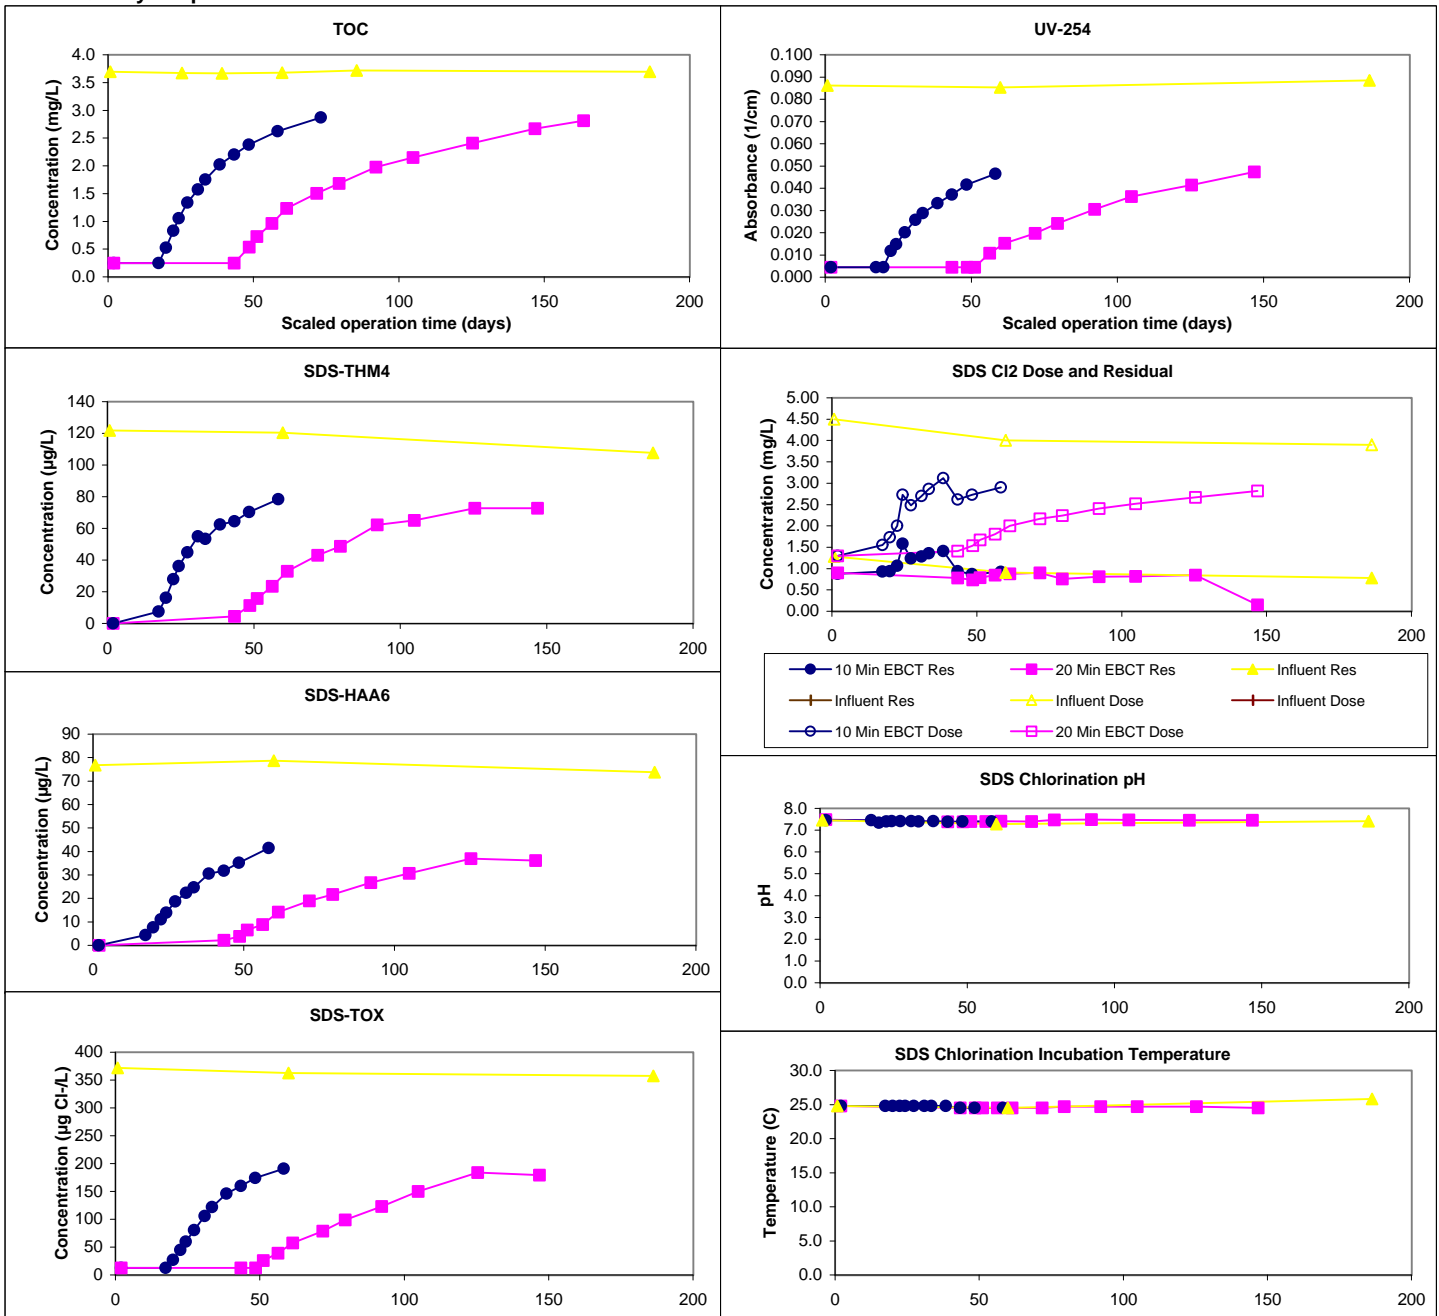 TOC
4.0
3.5
3.0
2.5
2.0
1.5
1.0
0.5
0.0
Concentration (mg/L)
0 50 100 150 200
Scaled operation time (days)
UV-254
0.100
0.090
0.080
0.070
0.060
0.050
0.040
0.030
0.020
0.010
0.000
Absorbance (1/cm)
0 50 100 150 200
Scaled operation time (days)
SDS-THM4
140
120
100
80
60
40
20
0
Concentration (µg/L)
0 50 100 150 200
SDS Cl2 Dose and Residual
5.00
4.50
4.00
3.50
3.00
2.50
2.00
1.50
1.00
0.50
0.00
Concentration (mg/L)
0 50 100 150 200
10 Min EBCT Res 20 Min EBCT Res Influent Res
Influent Res Influent Dose Influent Dose
10 Min EBCT Dose 20 Min EBCT Dose
SDS-HAA6
90
80
70
60
50
40
30
20
10
0
Concentration (µg/L)
0 50 100 150 200
SDS Chlorination pH
8.0
7.0
6.0
5.0
4.0
3.0
2.0
1.0
0.0
pH
0 50 100 150 200
SDS-TOX
400
350
300
250
200
150
100
50
0
Concentration (µg Cl-/L)
0 50 100 150 200
SDS Chlorination Incubation Temperature
30.0
25.0
20.0
15.0
10.0
5.0
0.0
Temperature (C)
0 50 100 150 200